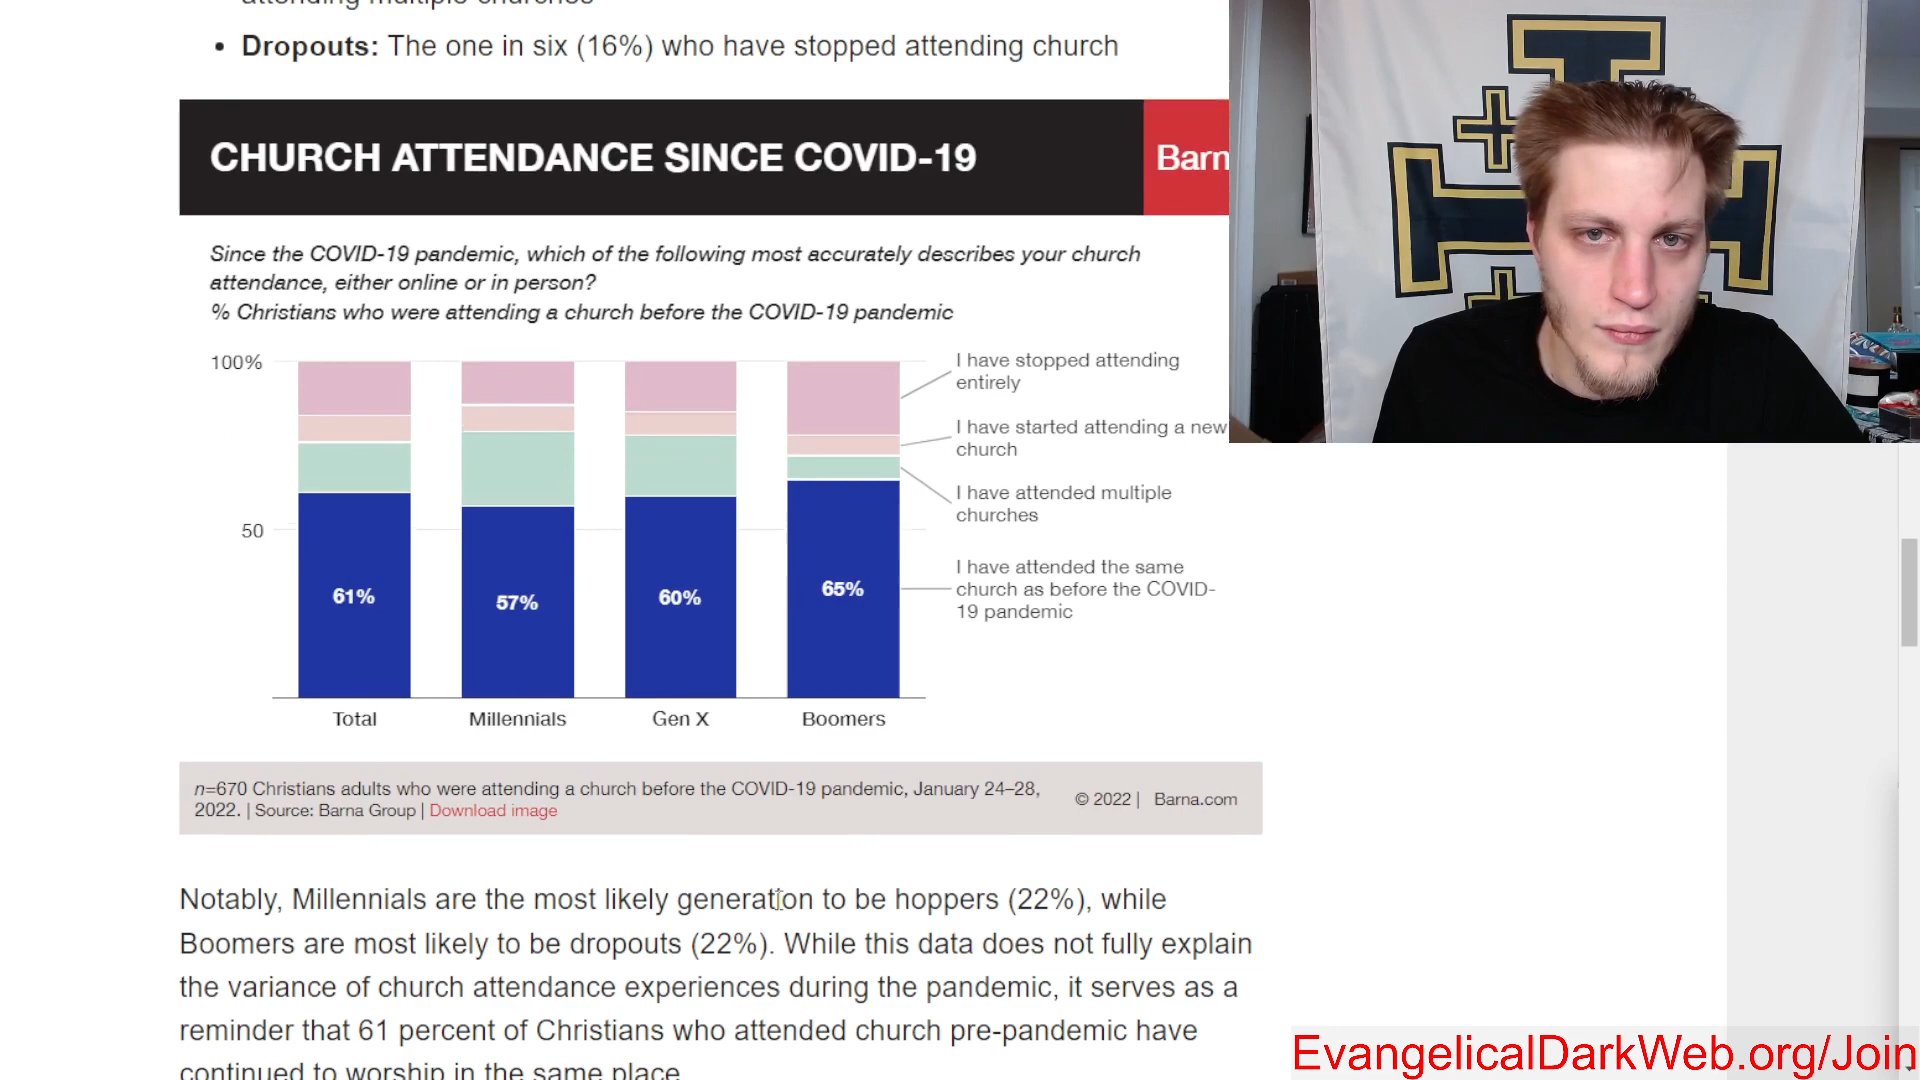 • Dropouts: The one in six (16%) who have stopped attending church
CHURCH ATTENDANCE SINCE COVID-19
Barn
Since the COVID-19 pandemic, which of the following most accurately describes your church
attendance, either online or in person?
% Christians who were attending a church before the COVID-19 pandemic
100%
50
I have stopped attending
entirely
I have started attending a new
church
I have attended multiple
churches
I have attended the same
church as before the COVID-
19 pandemic
61%
57%
60%
65%
Total
Millennials
Gen X
Boomers
n=670 Christians adults who were attending a church before the COVID-19 pandemic, January 24–28,
2022. | Source: Barna Group | Download image
© 2022 | Barna.com
Notably, Millennials are the most likely generation to be hoppers (22%), while
Boomers are most likely to be dropouts (22%). While this data does not fully explain
the variance of church attendance experiences during the pandemic, it serves as a
reminder that 61 percent of Christians who attended church pre-pandemic have
continued to worship in the same place.
EvangelicalDarkWeb.org/Join